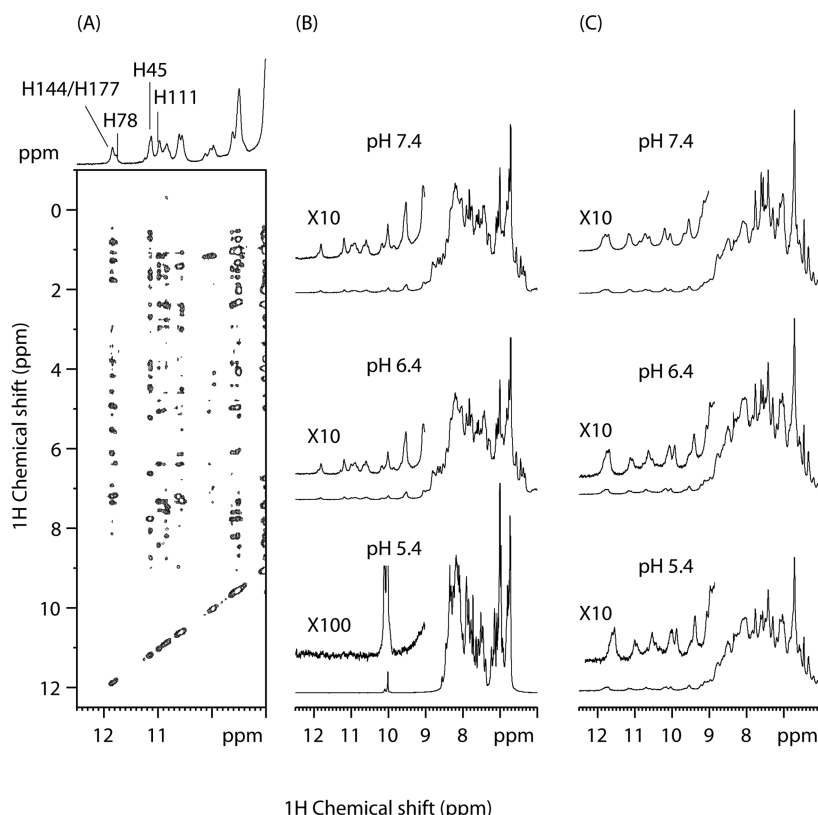 (A)
(B)
(C)
H45
H144/H177
H111
H78
ppm
pH 7.4
pH 7.4
X10
X10
0
2
4
6
8
10
12
1H Chemical shift (ppm)
pH 6.4
pH 6.4
X10
X10
pH 5.4
pH 5.4
X100
X10
12 11 ppm
12 11 10 9 8 ppm
12 11 10 9 8 ppm
1H Chemical shift (ppm)